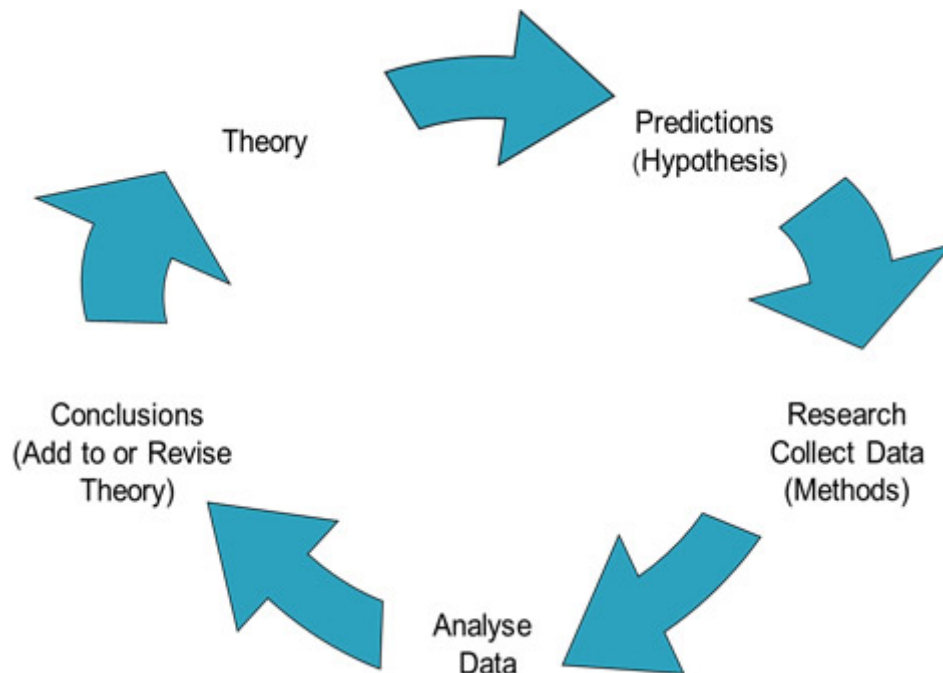 Theory
Predictions
(Hypothesis)
Research
Collect Data
(Methods)
Analyse
Data
Conclusions
(Add to or Revise
Theory)